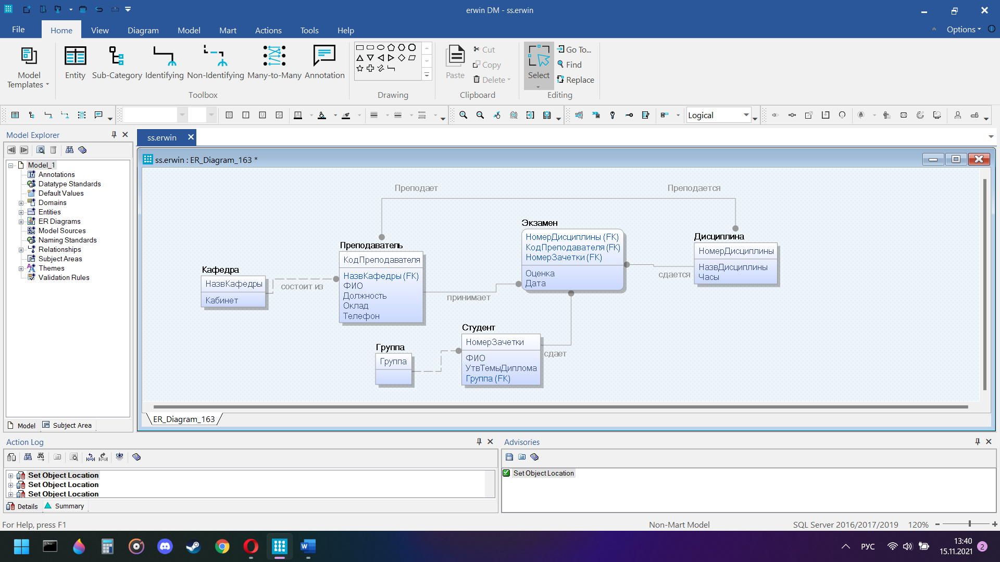 erwin DM - ss.erwin
File
Home
View
Diagram
Model
Mart
Actions
Tools
Help
Options
Model
Templates
Entity
Sub-Category
Identifying
Non-Identifying
Many-to-Many
Annotation
Toolbox
Drawing
Paste
Cut
Copy
Delete
Clipboard
Select
Go To...
Find
Replace
Editing
Logical
Model Explorer
Model_1
Annotations
Datatype Standards
Default Values
Domains
Entities
ER Diagrams
Model Sources
Naming Standards
Relationships
Subject Areas
Themes
Validation Rules
Model
Subject Area
ss.erwin
ss.erwin : ER_Diagram_163 *
Преподает
Преподается
Кафедра
НазвКафедры
Кабинет
состоит из
Преподаватель
КодПреподавателя
НазвКафедры (FK)
ФИО
Должность
Оклад
Телефон
принимает
Экзамен
НомерДисциплины (FK)
КодПреподавателя (FK)
НомерЗачетки (FK)
Оценка
Дата
сдается
Дисциплина
НомерДисциплины
НазвДисциплины
Часы
Группа
Группа
Студент
НомерЗачетки
ФИО
УтвТемыДиплома
Группа (FK)
сдает
ER_Diagram_163
Action Log
Set Object Location
Set Object Location
Set Object Location
Details
Summary
Advisories
Set Object Location
For Help, press F1
Non-Mart Model
SQL Server 2016/2017/2019
120%
РУС
13:40
15.11.2021
2